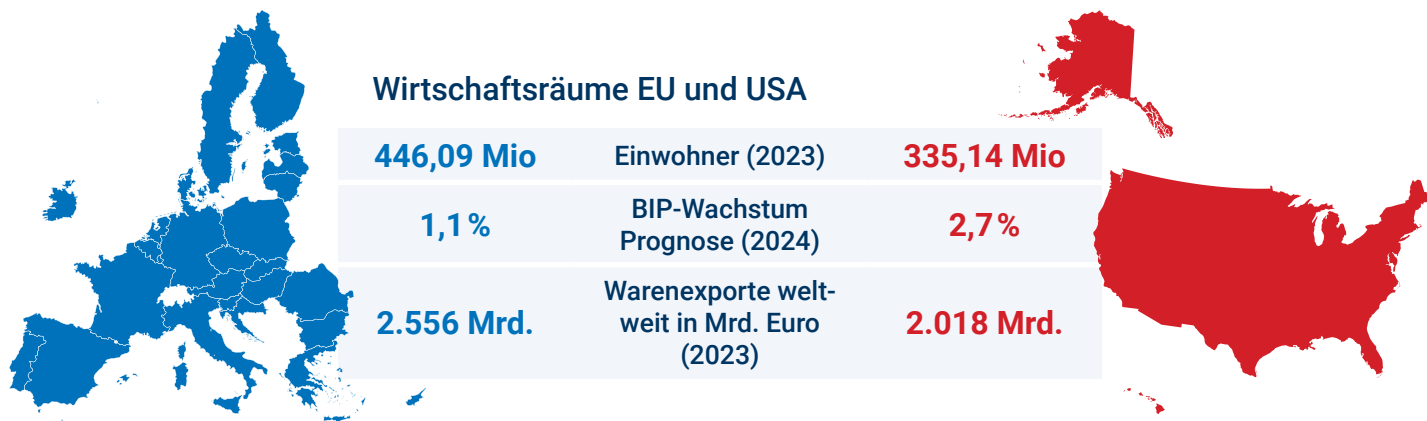 Wirtschaftsräume EU und USA
446,09 Mio
Einwohner (2023)
335,14 Mio
1,1 %
BIP-Wachstum
Prognose (2024)
2,7 %
2.556 Mrd.
Warenexporte welt-
weit in Mrd. Euro
(2023)
2.018 Mrd.